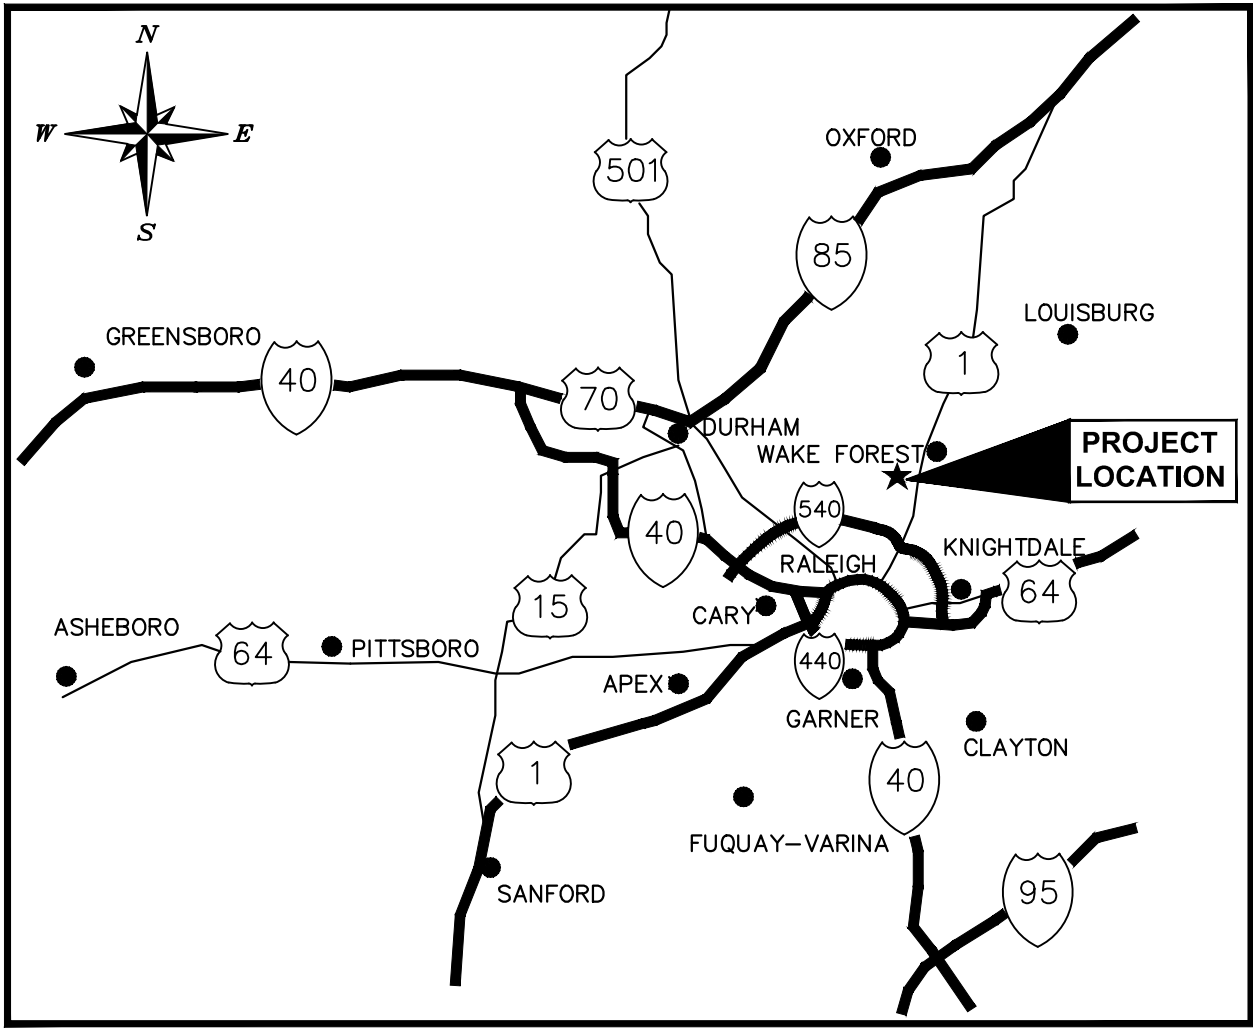 N
W
E
S
501
OXFORD
85
LOUISBURG
GREENSBORO
40
1
70
DURHAM
WAKE FOREST
PROJECT
LOCATION
540
40
KNIGHTDALE
RALEIGH
64
15
CARY
ASHEBORO
64
PITTSBORO
440
APEX
GARNER
CLAYTON
1
40
FUQUAY-VARINA
SANFORD
95